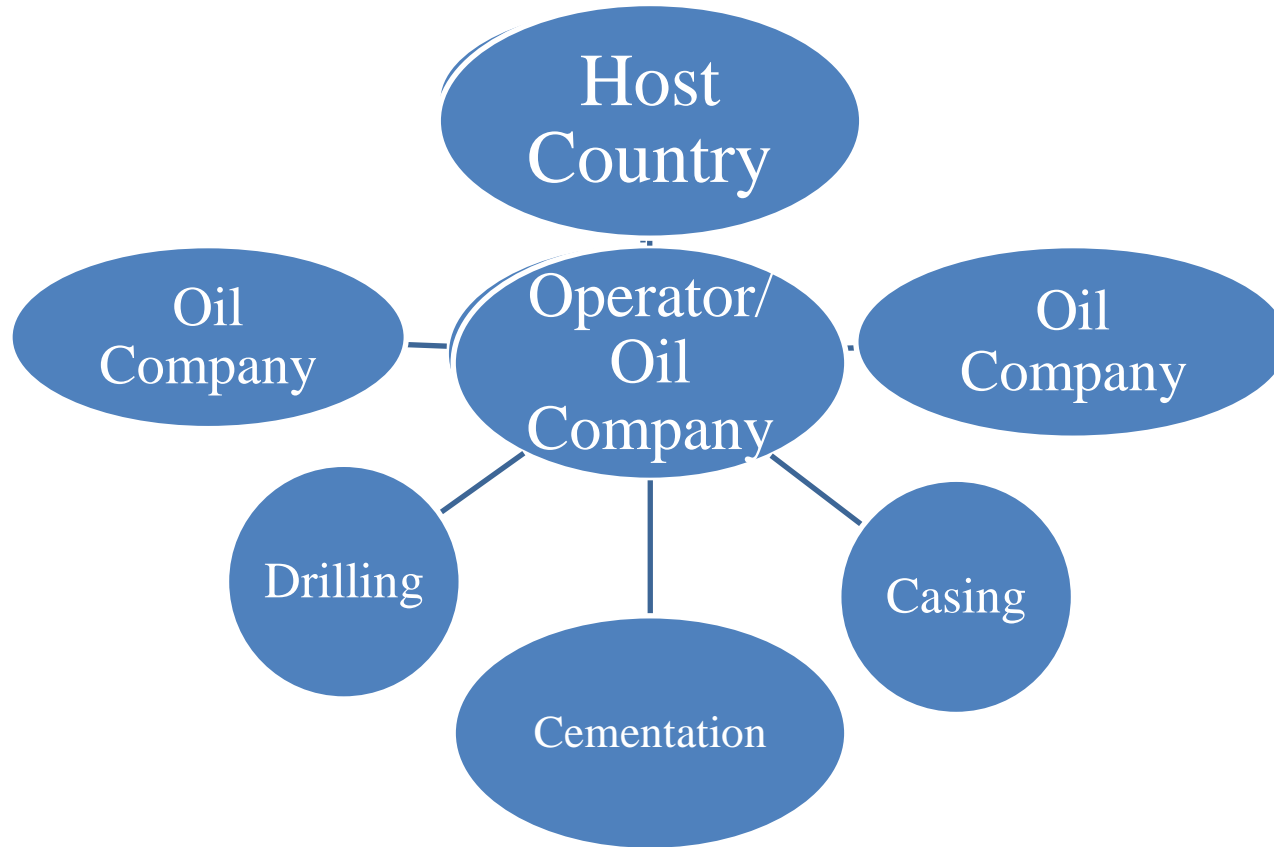 Host
Country
Oil
Company
Operator/
Oil
Company
Oil
Company
Drilling
Casing
Cementation